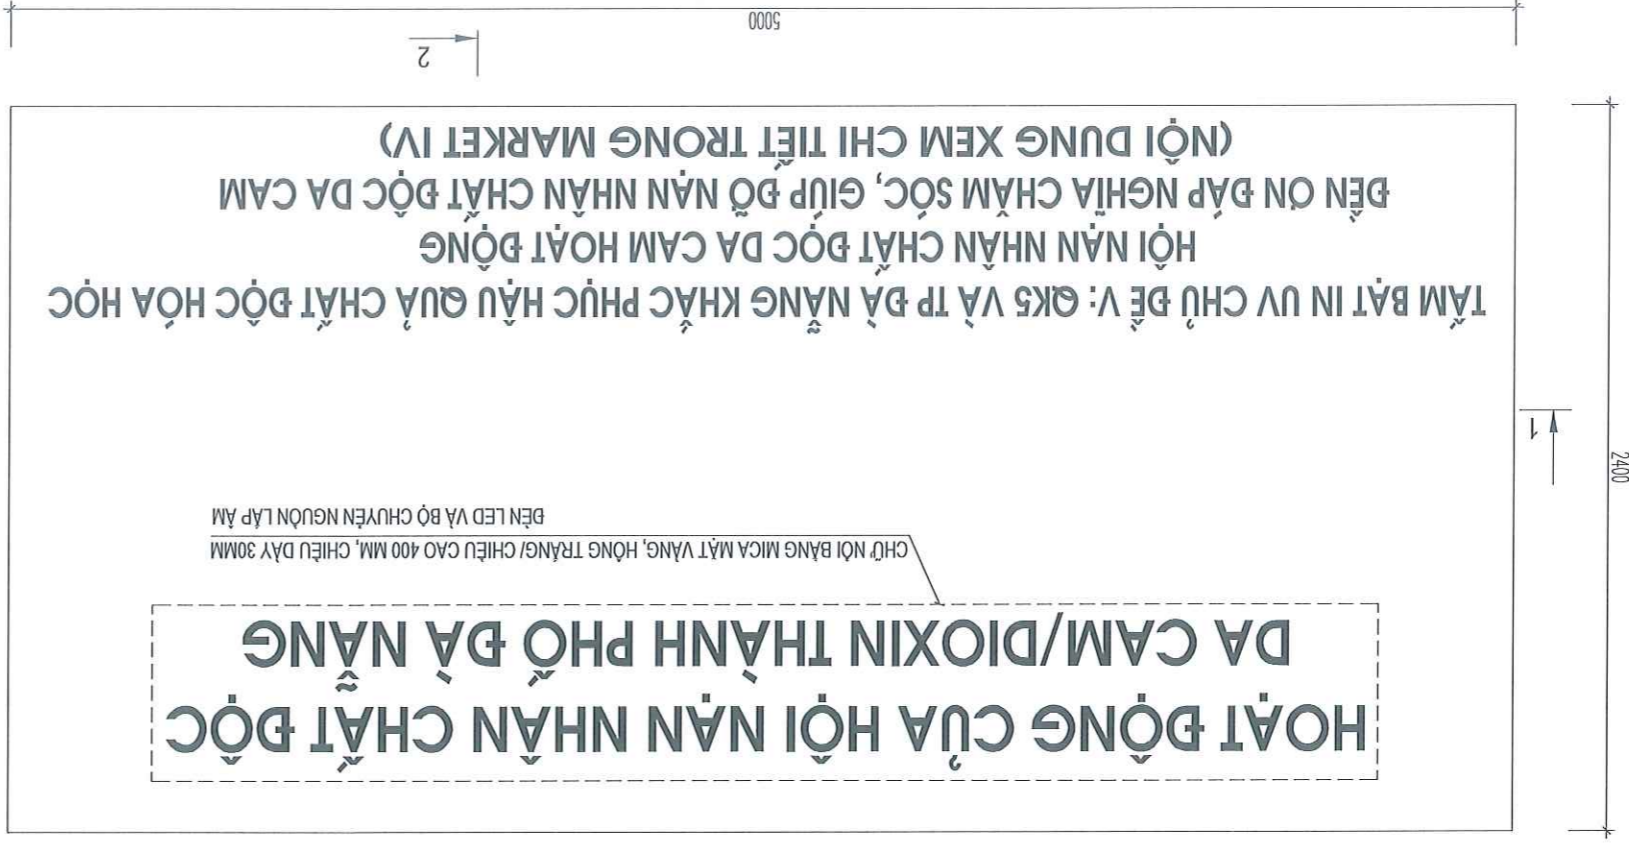 HOẠT ĐỘNG CỦA HỘI NẠN NHÂN CHẤT ĐỘC
DA CAM/DIOXIN THÀNH PHỐ ĐÀ NẴNG
CHỮ NỔI BẰNG MICA MẶT VÀNG, HÔNG TRẮNG/ CHIỀU CAO 400 MM, CHIỀU DÀY 30MM
ĐÈN LED VÀ BỘ CHUYỂN NGUỒN LẮP ÂM
1
2400
TẤM BẠT IN UV CHỦ ĐỀ V: QK5 VÀ TP ĐÀ NẴNG KHẮC PHỤC HẬU QUẢ CHẤT ĐỘC HÓA HỌC
HỘI NẠN NHÂN CHẤT ĐỘC DA CAM HOẠT ĐỘNG
ĐỀN ƠN ĐÁP NGHĨA CHĂM SÓC, GIÚP ĐỠ NẠN NHÂN CHẤT ĐỘC DA CAM
(NỘI DUNG XEM CHI TIẾT TRONG MARKET IV)
2
5000